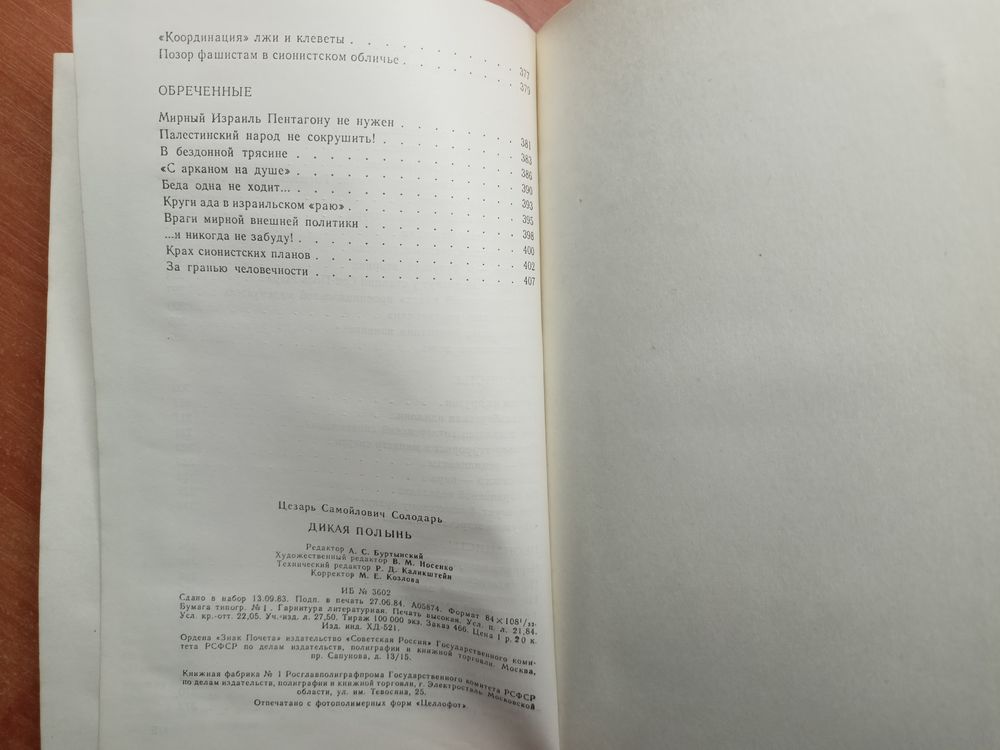 «Координация» лжи и клеветы . . . . . . . . . . 377
Позор фашистам в сионистском обличье . . . . . . . 379
ОБРЕЧЕННЫЕ
Мирный Израиль Пентагону не нужен . . . . . . . . 381
Палестинский народ не сокрушить! . . . . . . . . . 383
В бездонной трясине . . . . . . . . . . . . . 386
«С арканом на душе» . . . . . . . . . . . . . 390
Беда одна не ходит... . . . . . . . . . . . . . 393
Круги ада в израильском «раю» . . . . . . . . . . 395
Враги мирной внешней политики . . . . . . . . . . 398
...и никогда не забуду! . . . . . . . . . . . . 400
Крах сионистских планов . . . . . . . . . . . . 402
За гранью человечности . . . . . . . . . . . . 407
Цезарь Самойлович Солодарь
ДИКАЯ ПОЛЫНЬ
Редактор А. С. Буртынский
Художественный редактор В. М. Носенко
Технический редактор Р. Д. Каликштейн
Корректор М. Е. Козлова
ИБ № 3602
Сдано в набор 13.09.83. Подп. в печать 27.06.84. А05874. Формат 84×108¹/₃₂.
Бумага типогр. № 1. Гарнитура литературная. Печать высокая. Усл. п. л. 21,84.
Усл. кр.-отт. 22,05. Уч.-изд. л. 27,50. Тираж 100 000 экз. Заказ 466. Цена 1 р. 20 к.
Изд. инд. ХД-521.
Ордена «Знак Почета» издательство «Советская Россия» Государственного коми-
тета РСФСР по делам издательств, полиграфии и книжной торговли. Москва,
пр. Сапунова, д. 13/15.
Книжная фабрика № 1 Росглавполиграфпрома Государственного комитета РСФСР
по делам издательств, полиграфии и книжной торговли, г. Электросталь Московской
области, ул. им. Тевосяна, 25.
Отпечатано с фотополимерных форм «Целлофот».